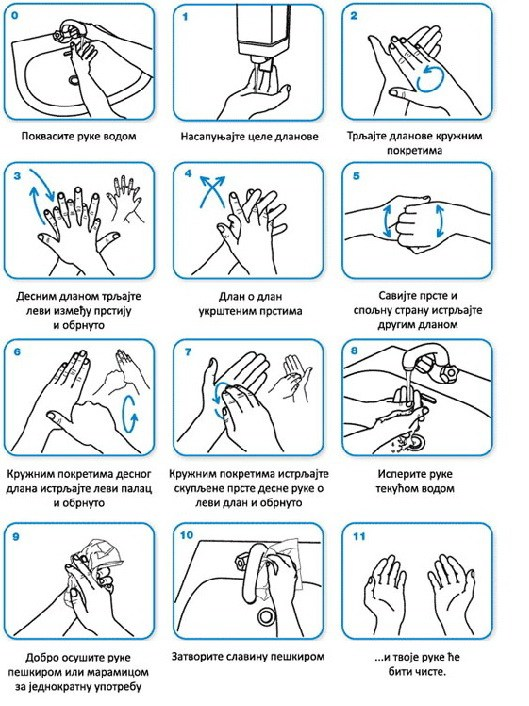 0
Поквасите руке водом
1
Насапуњајте целе дланове
2
Трљајте дланове кружним
покретима
3
Десним дланом трљајте
леви између прстију
и обрнуто
4
Длан о длан
укрштеним прстима
5
Савијте прсте и
спољну страну истрљајте
другим дланом
6
Кружним покретима десног
длана истрљајте леви палац
и обрнуто
7
Кружним покретима истрљајте
скупљене прсте десне руке о
леви длан и обрнуто
8
Исперите руке
текућом водом
9
Добро осушите руке
пешкиром или марамицом
за једнократну употребу
10
Затворите славину пешкиром
11
...и твоје руке ће
бити чисте.